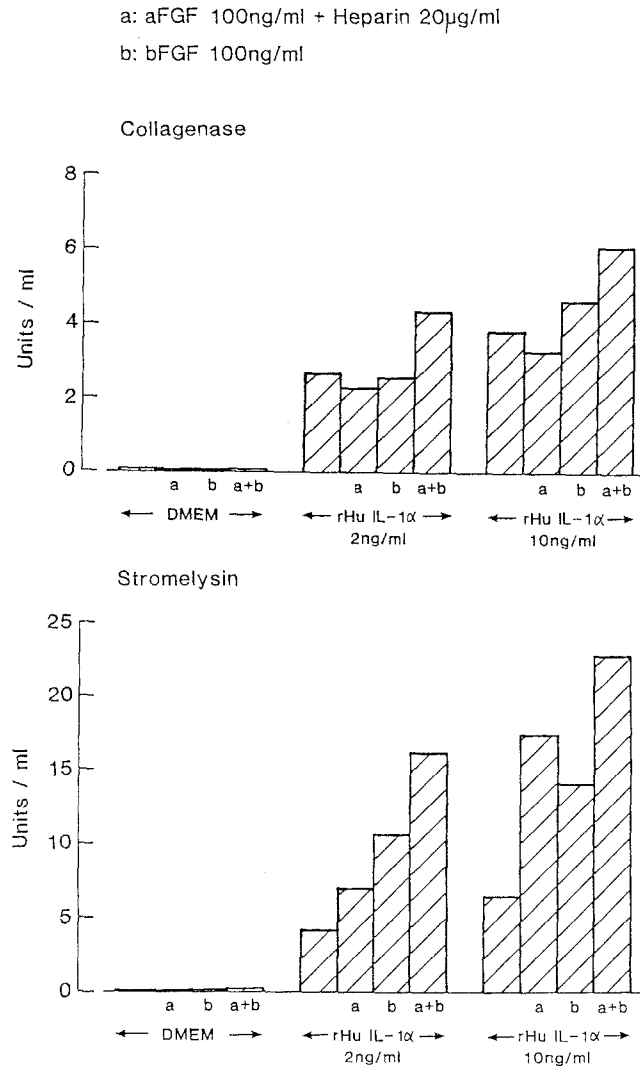 a: aFGF 100ng/ml + Heparin 20µg/ml
b: bFGF 100ng/ml
Collagenase
8
6
4
2
0
Units / ml
a b a+b a b a+b a b a+b
← DMEM → ← rHu IL-1α → ← rHu IL-1α →
2ng/ml 10ng/ml
Stromelysin
25
20
15
10
5
0
Units / ml
a b a+b a b a+b a b a+b
← DMEM → ← rHu IL-1α → ← rHu IL-1α →
2ng/ml 10ng/ml